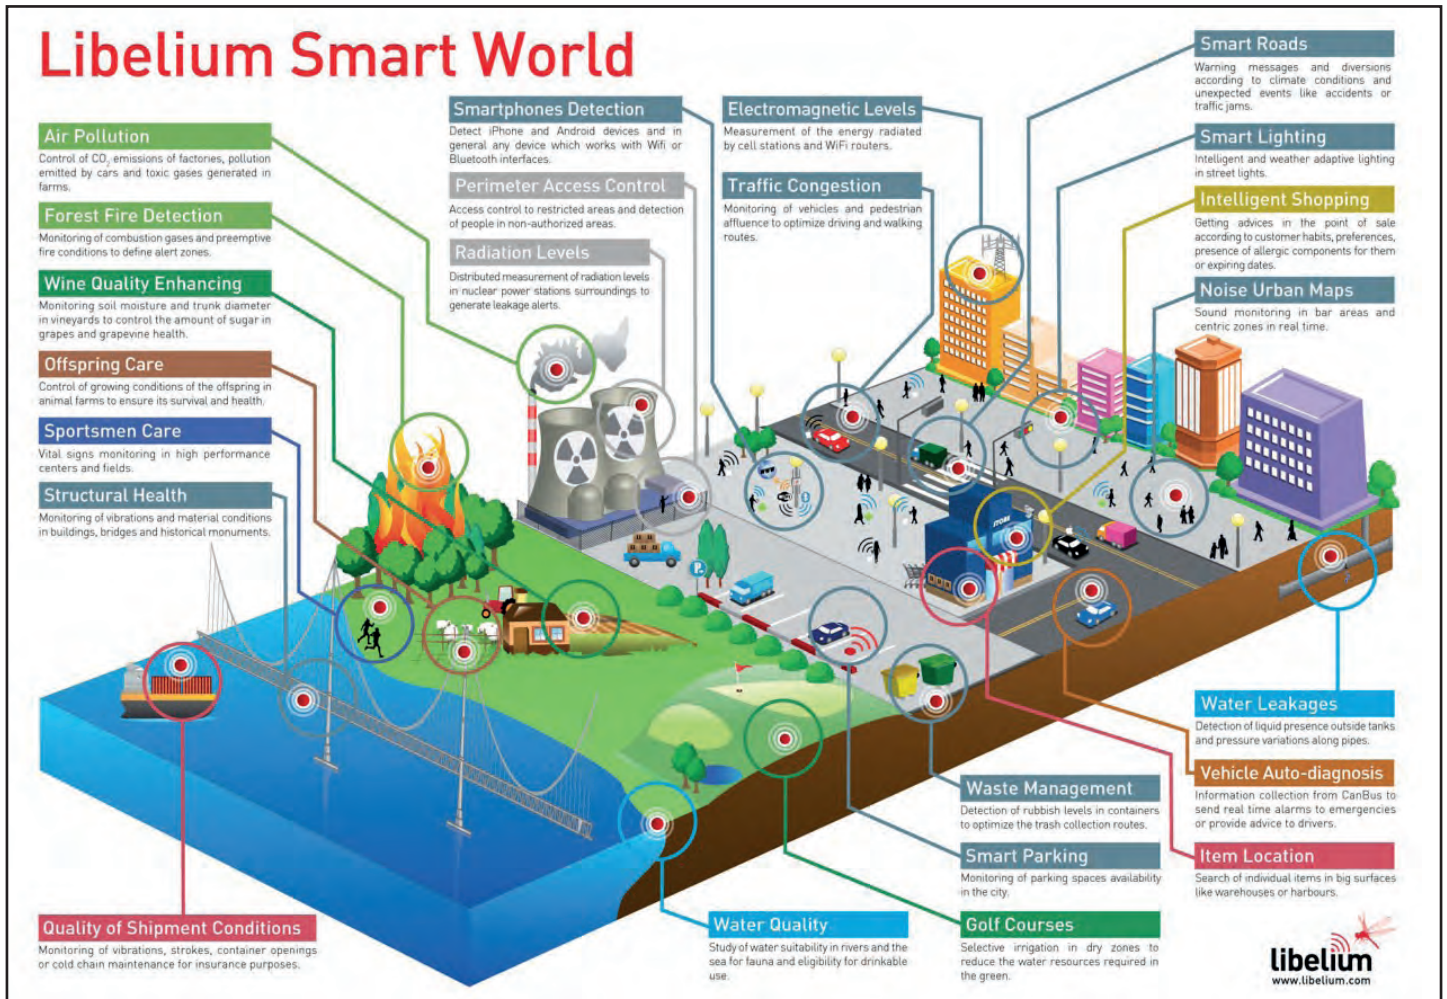 Libelium Smart World
Air Pollution
Control of CO2 emissions of factories, pollution
emitted by cars and toxic gases generated in
farms.
Forest Fire Detection
Monitoring of combustion gases and preemptive
fire conditions to define alert zones.
Wine Quality Enhancing
Monitoring soil moisture and trunk diameter
in vineyards to control the amount of sugar in
grapes and grapevine health.
Offspring Care
Control of growing conditions of the offspring in
animal farms to ensure its survival and health.
Sportsmen Care
Vital signs monitoring in high performance
centers and fields.
Structural Health
Monitoring of vibrations and material conditions
in buildings, bridges and historical monuments.
Quality of Shipment Conditions
Monitoring of vibrations, strokes, container openings
or cold chain maintenance for insurance purposes.
Smartphones Detection
Detect iPhone and Android devices and in
general any device which works with Wifi or
Bluetooth interfaces.
Perimeter Access Control
Access control to restricted areas and detection
of people in non-authorized areas.
Radiation Levels
Distributed measurement of radiation levels
in nuclear power stations surroundings to
generate leakage alerts.
Electromagnetic Levels
Measurement of the energy radiated
by cell stations and WiFi routers.
Traffic Congestion
Monitoring of vehicles and pedestrian
affluence to optimize driving and walking
routes.
Smart Roads
Warning messages and diversions
according to climate conditions and
unexpected events like accidents or
traffic jams.
Smart Lighting
Intelligent and weather adaptive lighting
in street lights.
Intelligent Shopping
Getting advices in the point of sale
according to customer habits, preferences,
presence of allergic components for them
or expiring dates.
Noise Urban Maps
Sound monitoring in bar areas and
centric zones in real time.
STORE
P
Water Leakages
Detection of liquid presence outside tanks
and pressure variations along pipes.
Vehicle Auto-diagnosis
Information collection from CanBus to
send real time alarms to emergencies
or provide advice to drivers.
Item Location
Search of individual items in big surfaces
like warehouses or harbours.
Waste Management
Detection of rubbish levels in containers
to optimize the trash collection routes.
Smart Parking
Monitoring of parking spaces availability
in the city.
Golf Courses
Selective irrigation in dry zones to
reduce the water resources required in
the green.
Water Quality
Study of water suitability in rivers and the
sea for fauna and eligibility for drinkable
use.
libelium
www.libelium.com